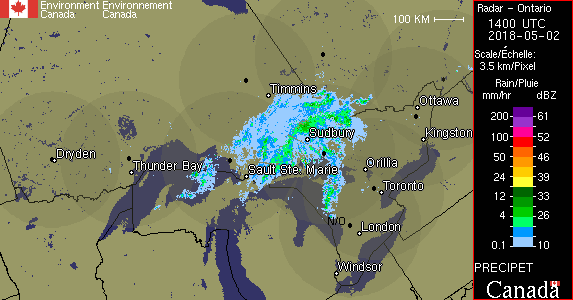 Environment Environnement
Canada Canada
100 KM
Timmins
Ottawa
Sudbury
Kingston
Dryden
Thunder Bay
Sault Ste. Marie
Orillia
Toronto
N/O
London
Windsor
Radar - Ontario
1400 UTC
2018-05-02
Scale/Échelle:
3.5 km/Pixel
Rain/Pluie
mm/hr dBZ
200 61
100 52
50 46
24 39
12 33
4 26
0.1 10
PRECIPET
Canada